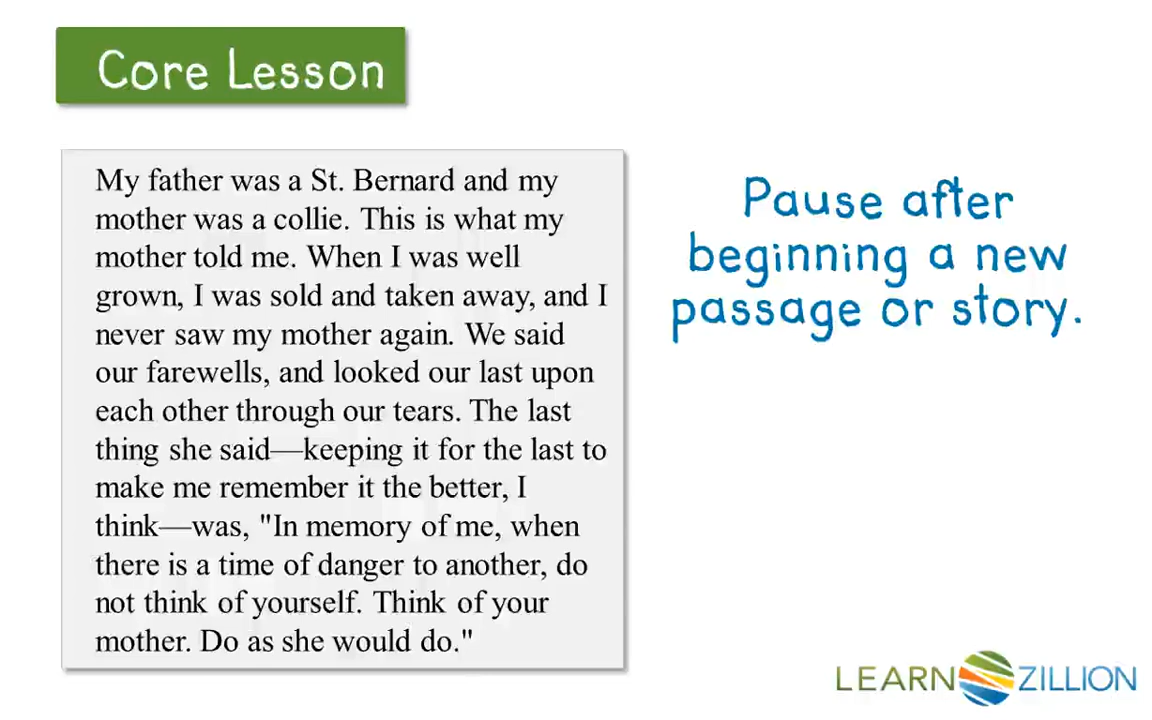 Core Lesson
My father was a St. Bernard and my
mother was a collie. This is what my
mother told me. When I was well
grown, I was sold and taken away, and I
never saw my mother again. We said
our farewells, and looked our last upon
each other through our tears. The last
thing she said—keeping it for the last to
make me remember it the better, I
think—was, "In memory of me, when
there is a time of danger to another, do
not think of yourself. Think of your
mother. Do as she would do."
Pause after
beginning a new
passage or story.
LEARN ZILLION